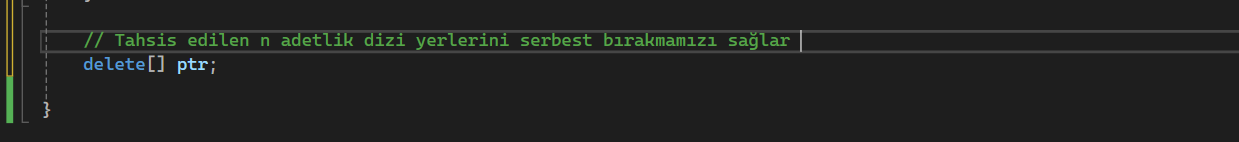 // Tahsis edilen n adetlik dizi yerlerini serbest bırakmamızı sağlar
delete[] ptr;
}